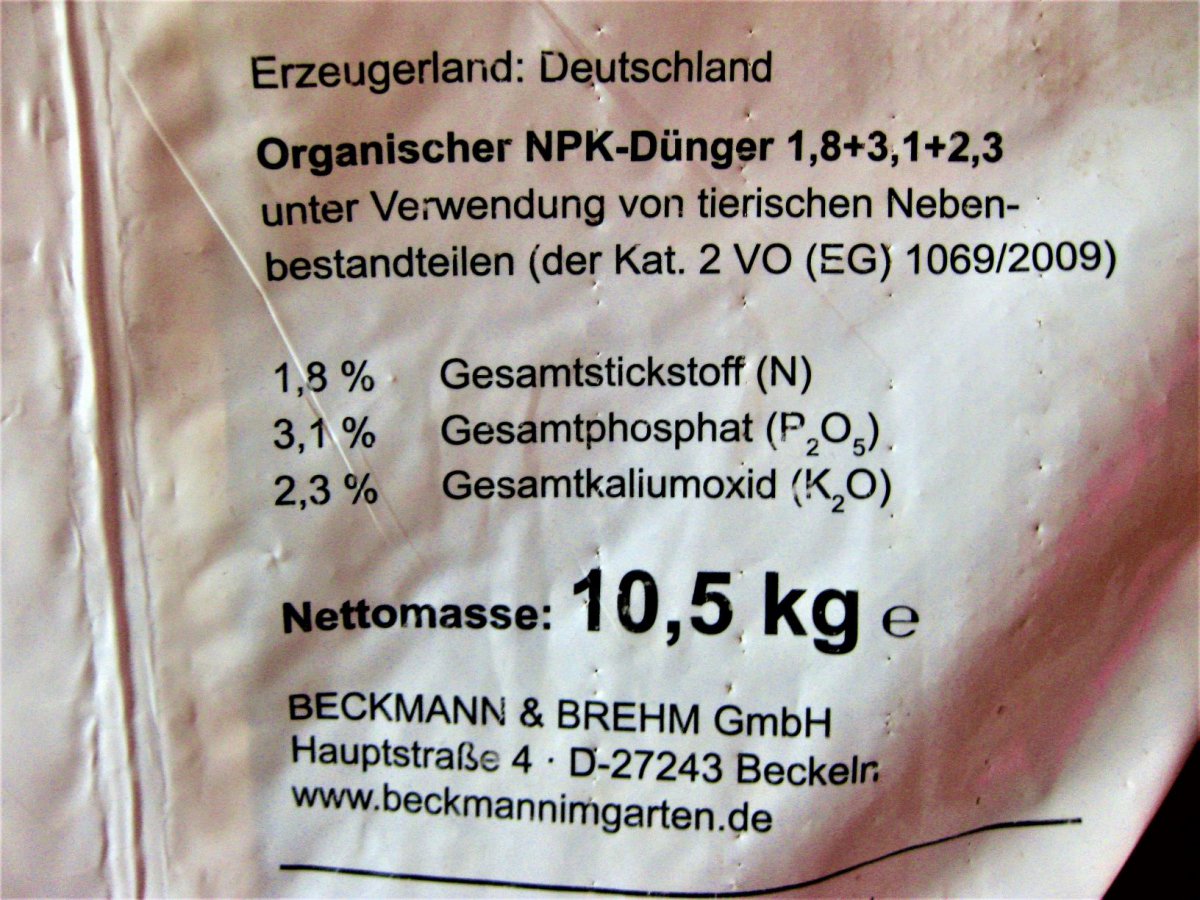 Erzeugerland: Deutschland
Organischer NPK-Dünger 1,8+3,1+2,3
unter Verwendung von tierischen Neben-
bestandteilen (der Kat. 2 VO (EG) 1069/2009)
1,8 % Gesamtstickstoff (N)
3,1 % Gesamtphosphat (P₂O₅)
2,3 % Gesamtkaliumoxid (K₂O)
Nettomasse: 10,5 kg ℮
BECKMANN & BREHM GmbH
Hauptstraße 4 · D-27243 Beckeln
www.beckmannimgarten.de